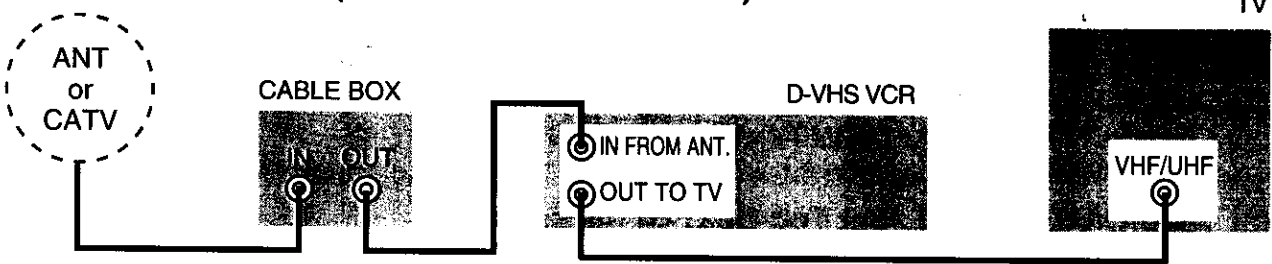 TV
ANT
or
CATV
CABLE BOX
IN OUT
D-VHS VCR
IN FROM ANT.
OUT TO TV
VHF/UHF